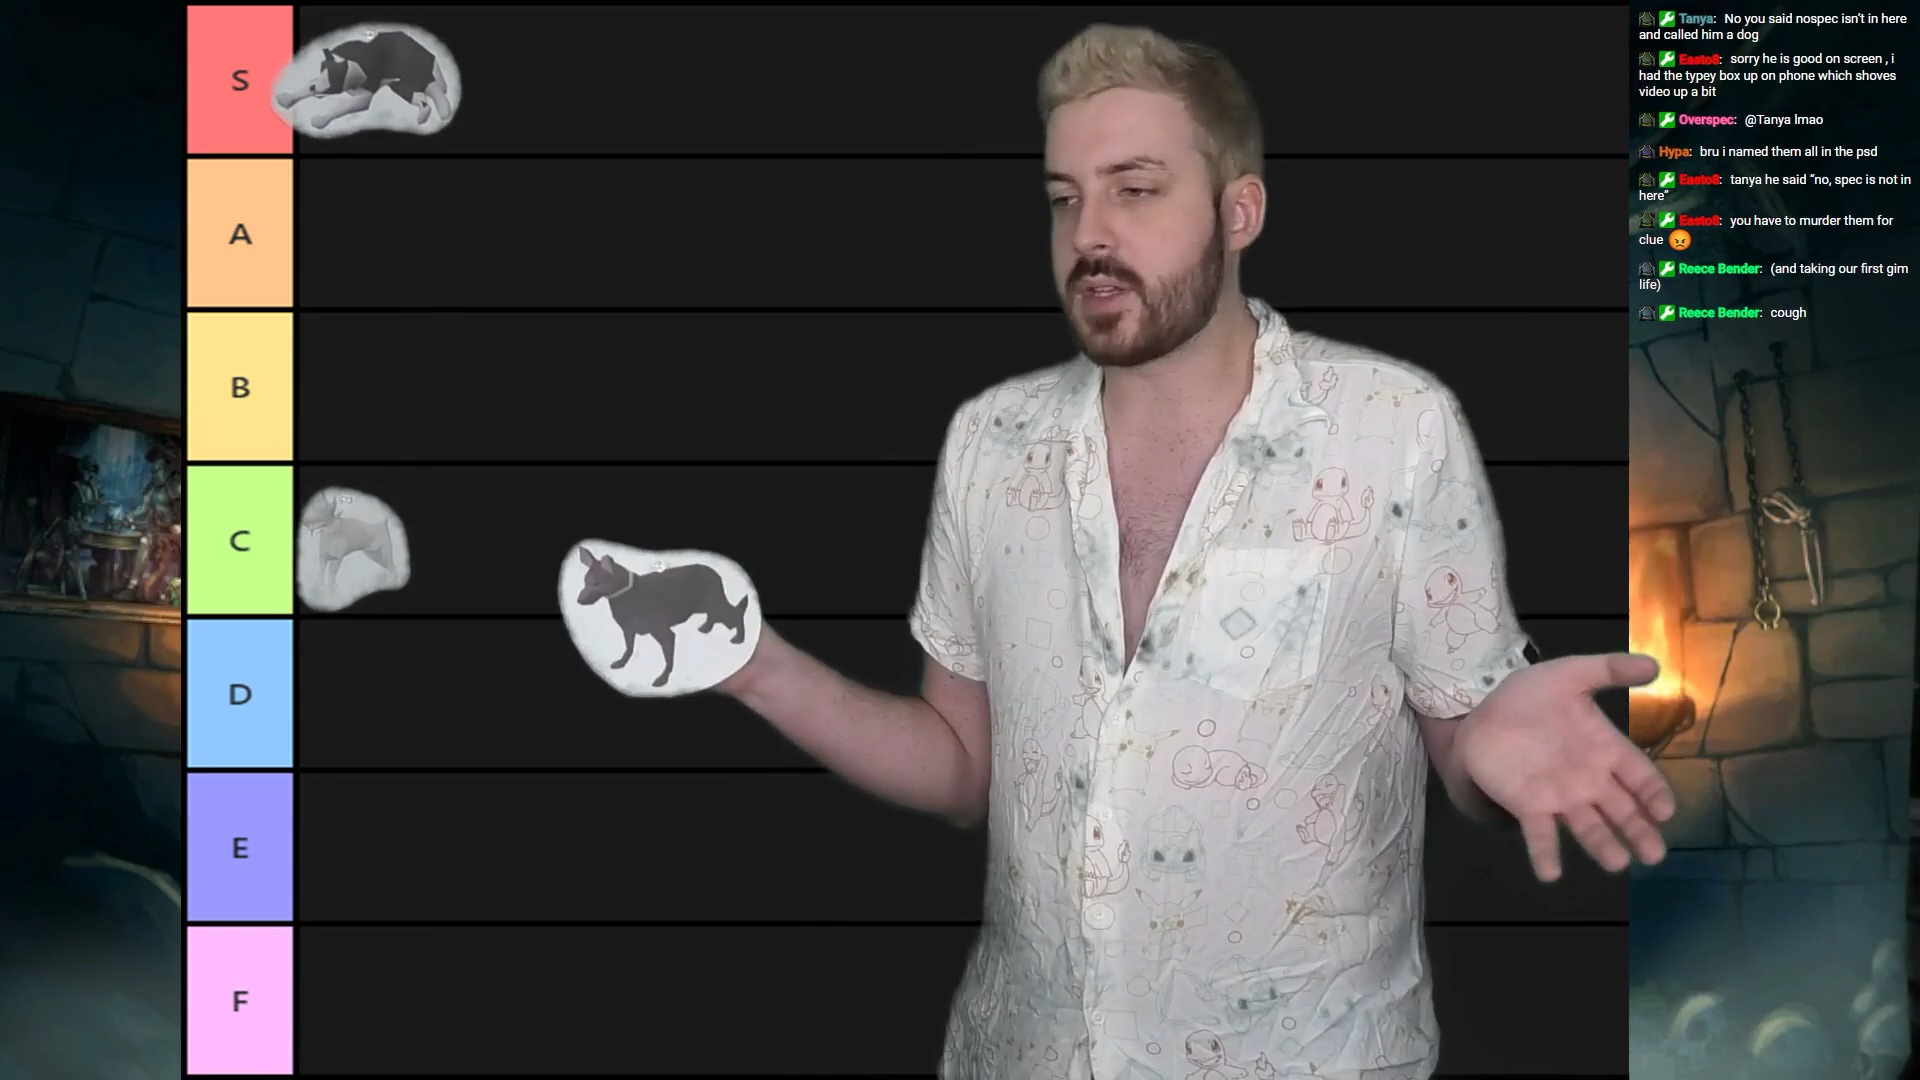 S
A
B
C
D
E
F
Tanya: No you said nospec isn't in here
and called him a dog
Easto8: sorry he is good on screen , i
had the typey box up on phone which shoves
video up a bit
Overspec: @Tanya lmao
Hypa: bru i named them all in the psd
Easto8: tanya he said “no, spec is not in
here”
Easto8: you have to murder them for
clue 😡
Reece Bender: (and taking our first gim
life)
Reece Bender: cough